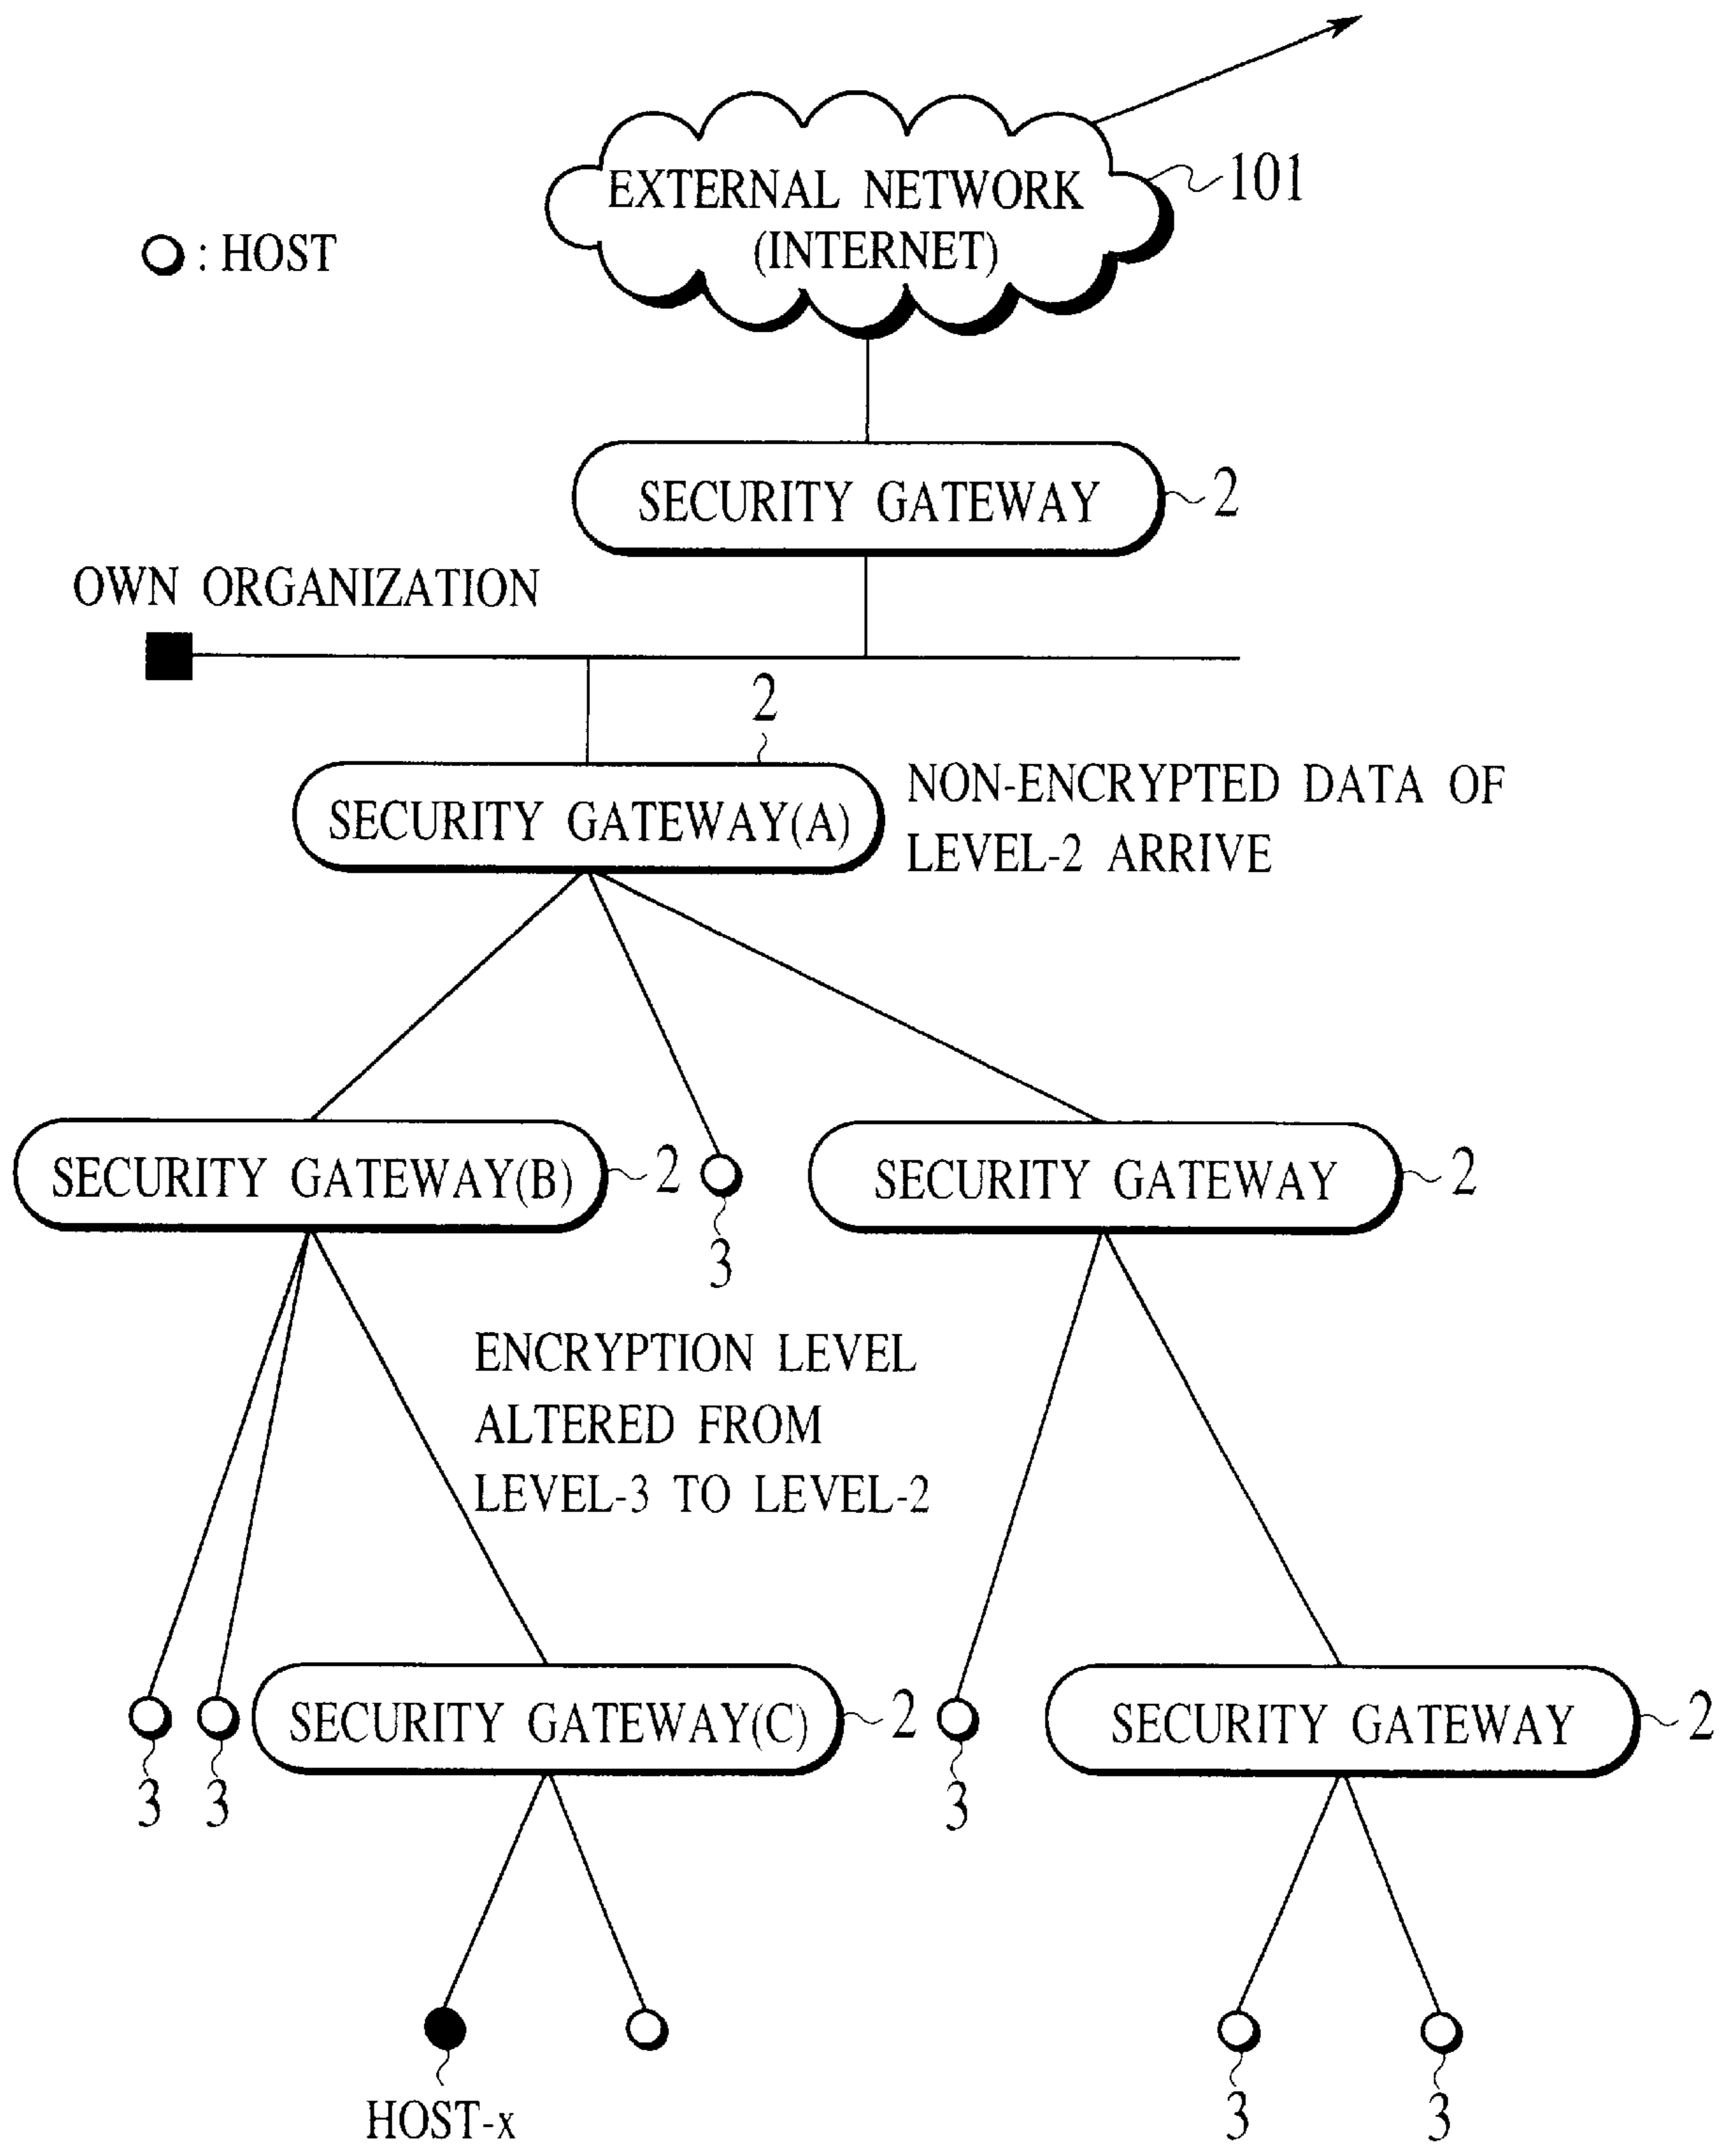 EXTERNAL NETWORK
(INTERNET)
101
: HOST
SECURITY GATEWAY
2
OWN ORGANIZATION
2
SECURITY GATEWAY(A)
NON-ENCRYPTED DATA OF
LEVEL-2 ARRIVE
SECURITY GATEWAY(B)
2
3
SECURITY GATEWAY
2
ENCRYPTION LEVEL
ALTERED FROM
LEVEL-3 TO LEVEL-2
3
3
SECURITY GATEWAY(C)
2
3
SECURITY GATEWAY
2
HOST-x
3
3